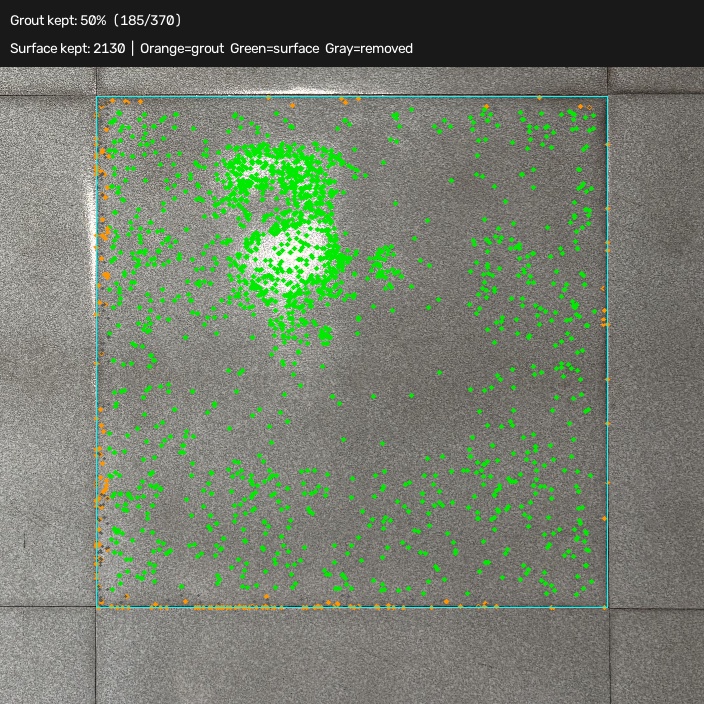 Grout kept: 50% (185/370)
Surface kept: 2130 | Orange=grout Green=surface Gray=removed